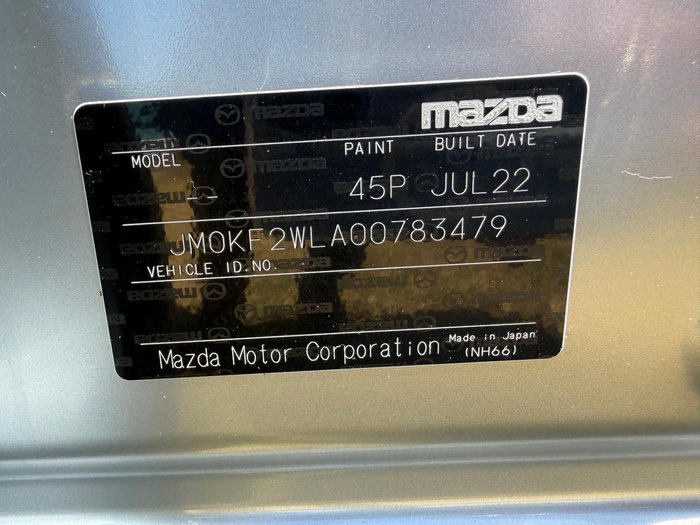 mazda
MODEL PAINT BUILT DATE
-- 45P JUL22
JM0KF2WLA00783479
VEHICLE ID.NO.
Mazda Motor Corporation Made in Japan
(NH66)